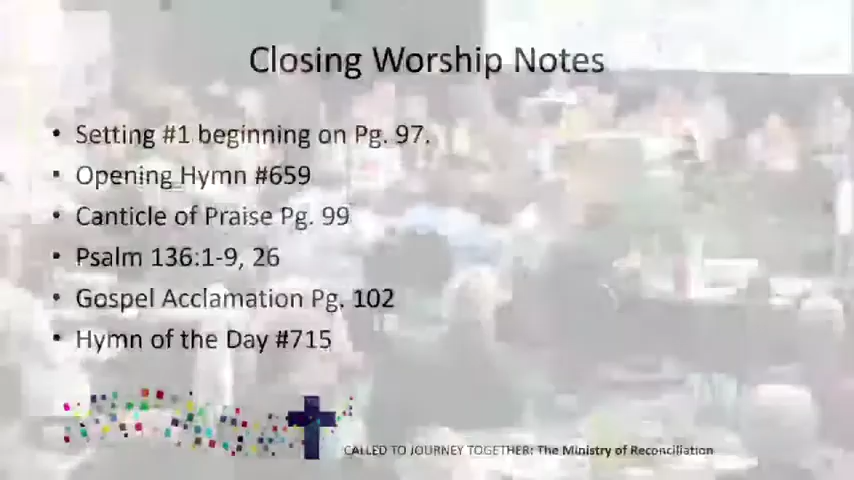 Closing Worship Notes
• Setting #1 beginning on Pg. 97.
• Opening Hymn #659
• Canticle of Praise Pg. 99
• Psalm 136:1-9, 26
• Gospel Acclamation Pg. 102
• Hymn of the Day #715
CALLED TO JOURNEY TOGETHER: The Ministry of Reconciliation